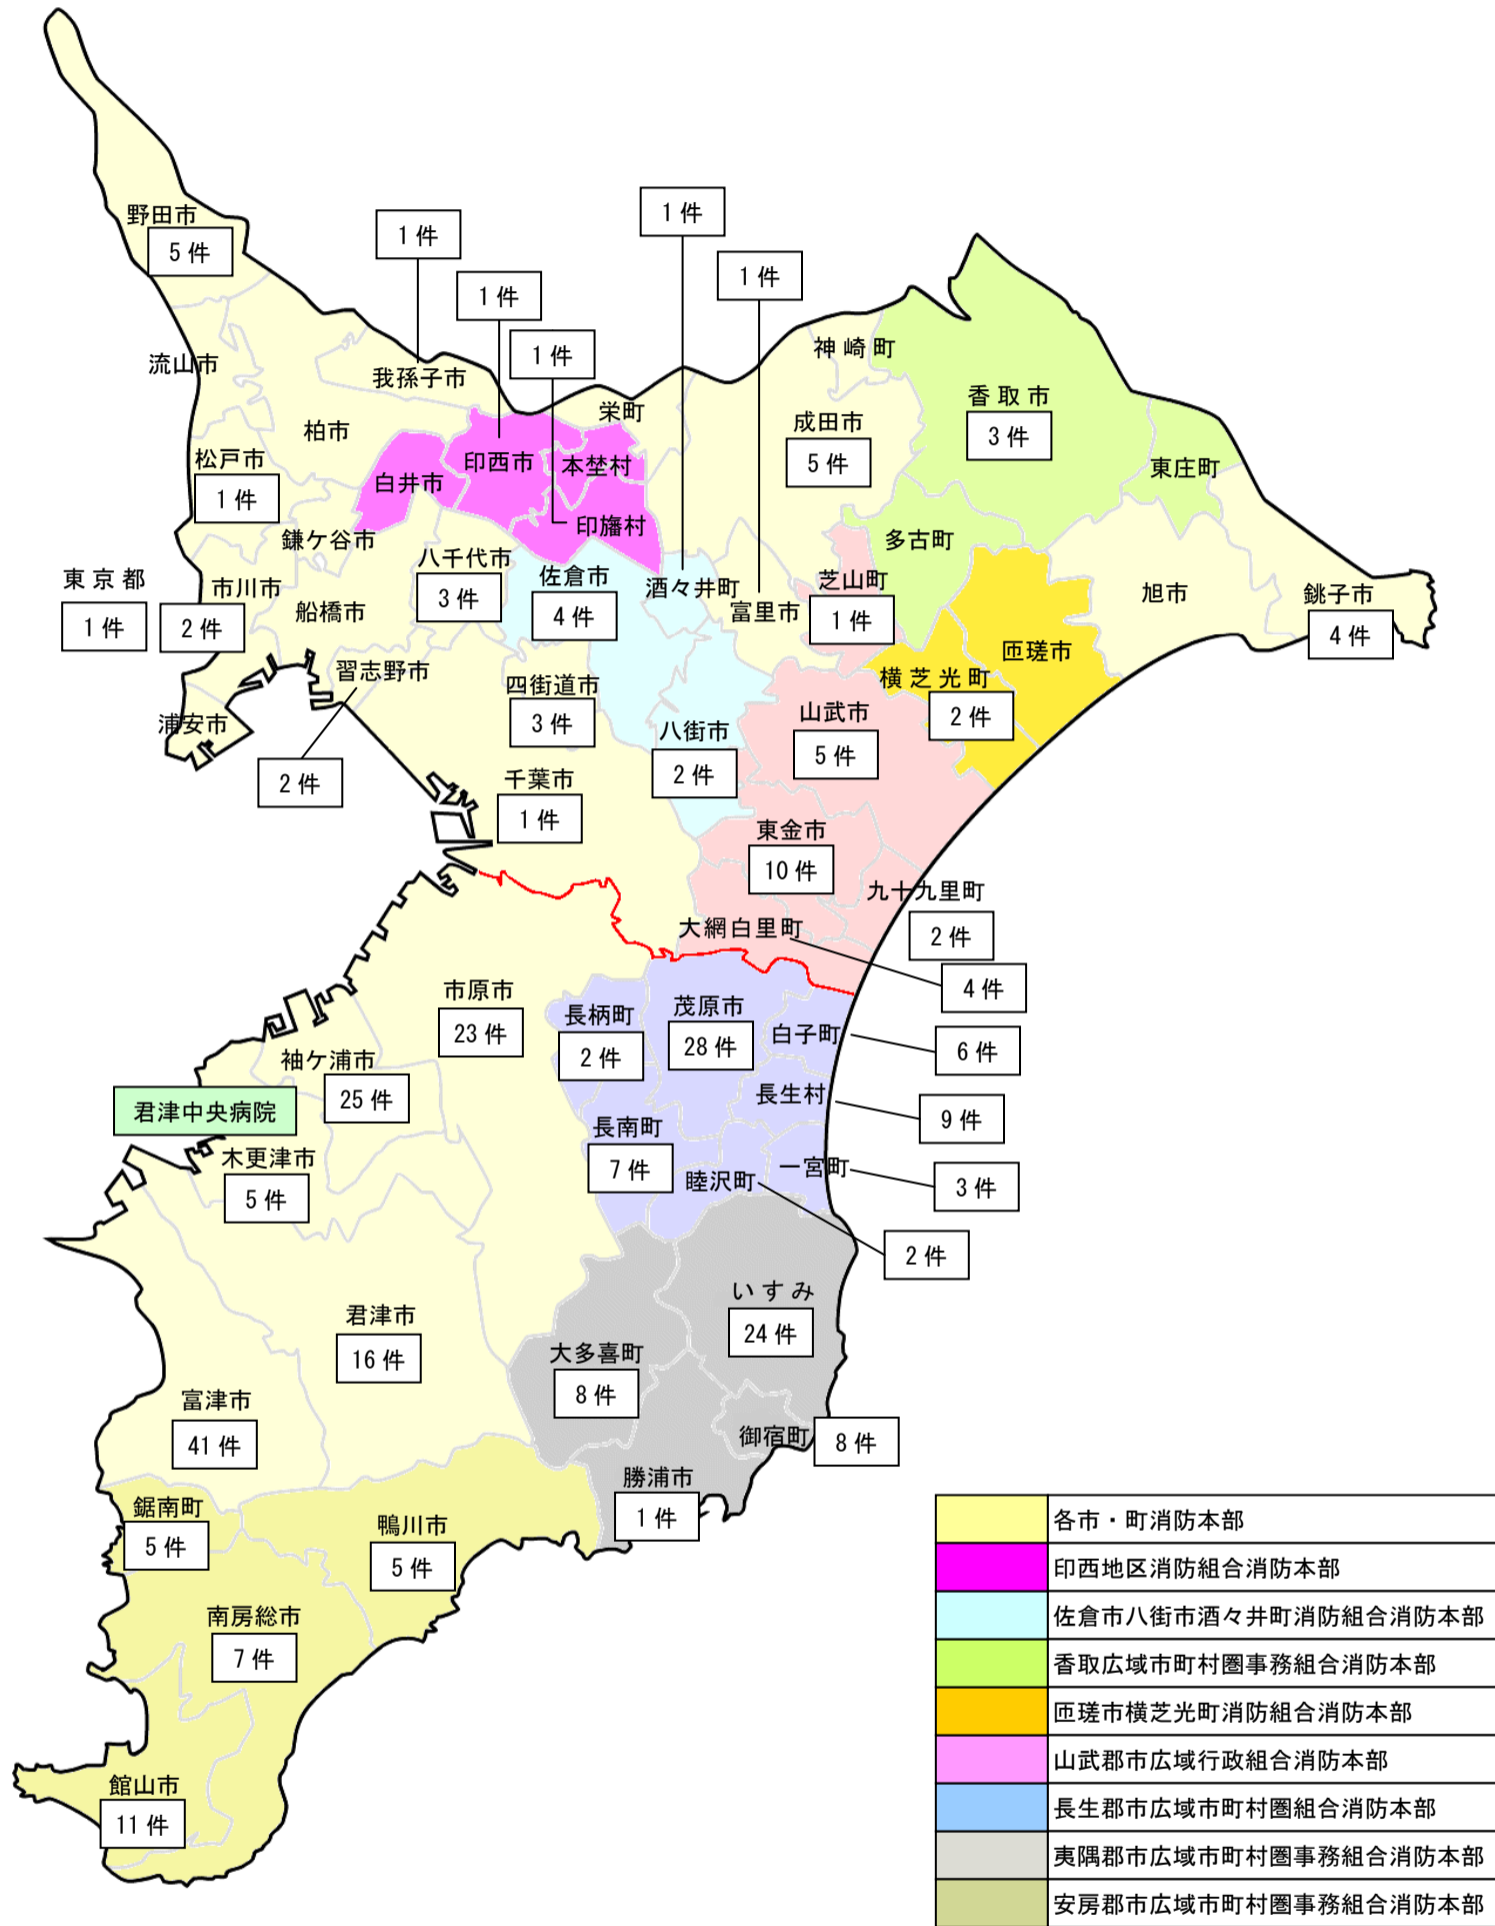 野田市
5 件
1 件
1 件
1 件
1 件
1 件
流山市
我孫子市
神崎町
柏市
栄町
成田市
5 件
香取市
3 件
松戸市
1 件
白井市
印西市
本埜村
東庄町
鎌ケ谷市
印旛村
多古町
八千代市
3 件
佐倉市
4 件
酒々井町
富里市
芝山町
1 件
東京都
1 件
市川市
2 件
船橋市
旭市
銚子市
4 件
匝瑳市
習志野市
2 件
四街道市
3 件
横芝光町
2 件
浦安市
八街市
2 件
山武市
5 件
千葉市
1 件
東金市
10 件
九十九里町
2 件
大網白里町
4 件
市原市
23 件
長柄町
2 件
茂原市
28 件
白子町
6 件
袖ケ浦市
25 件
君津中央病院
長生村
9 件
木更津市
5 件
長南町
7 件
睦沢町
2 件
一宮町
3 件
いすみ
24 件
君津市
16 件
大多喜町
8 件
富津市
41 件
御宿町
8 件
勝浦市
1 件
鋸南町
5 件
鴨川市
5 件
南房総市
7 件
館山市
11 件
各市・町消防本部
印西地区消防組合消防本部
佐倉市八街市酒々井町消防組合消防本部
香取広域市町村圏事務組合消防本部
匝瑳市横芝光町消防組合消防本部
山武郡市広域行政組合消防本部
長生郡市広域市町村圏組合消防本部
夷隅郡市広域市町村圏事務組合消防本部
安房郡市広域市町村圏事務組合消防本部